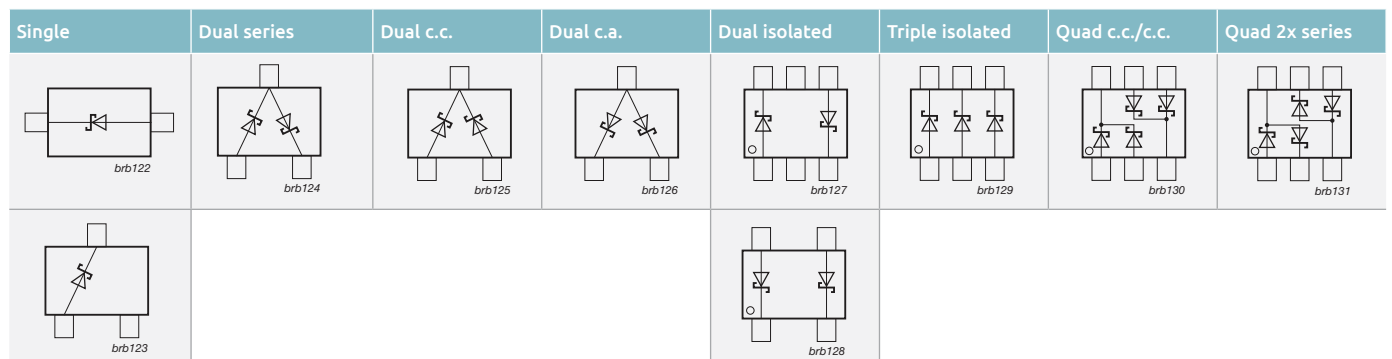 Single
Dual series
Dual c.c.
Dual c.a.
Dual isolated
Triple isolated
Quad c.c./c.c.
Quad 2x series
brb122
brb124
brb125
brb126
brb127
brb129
brb130
brb131
brb123
brb128